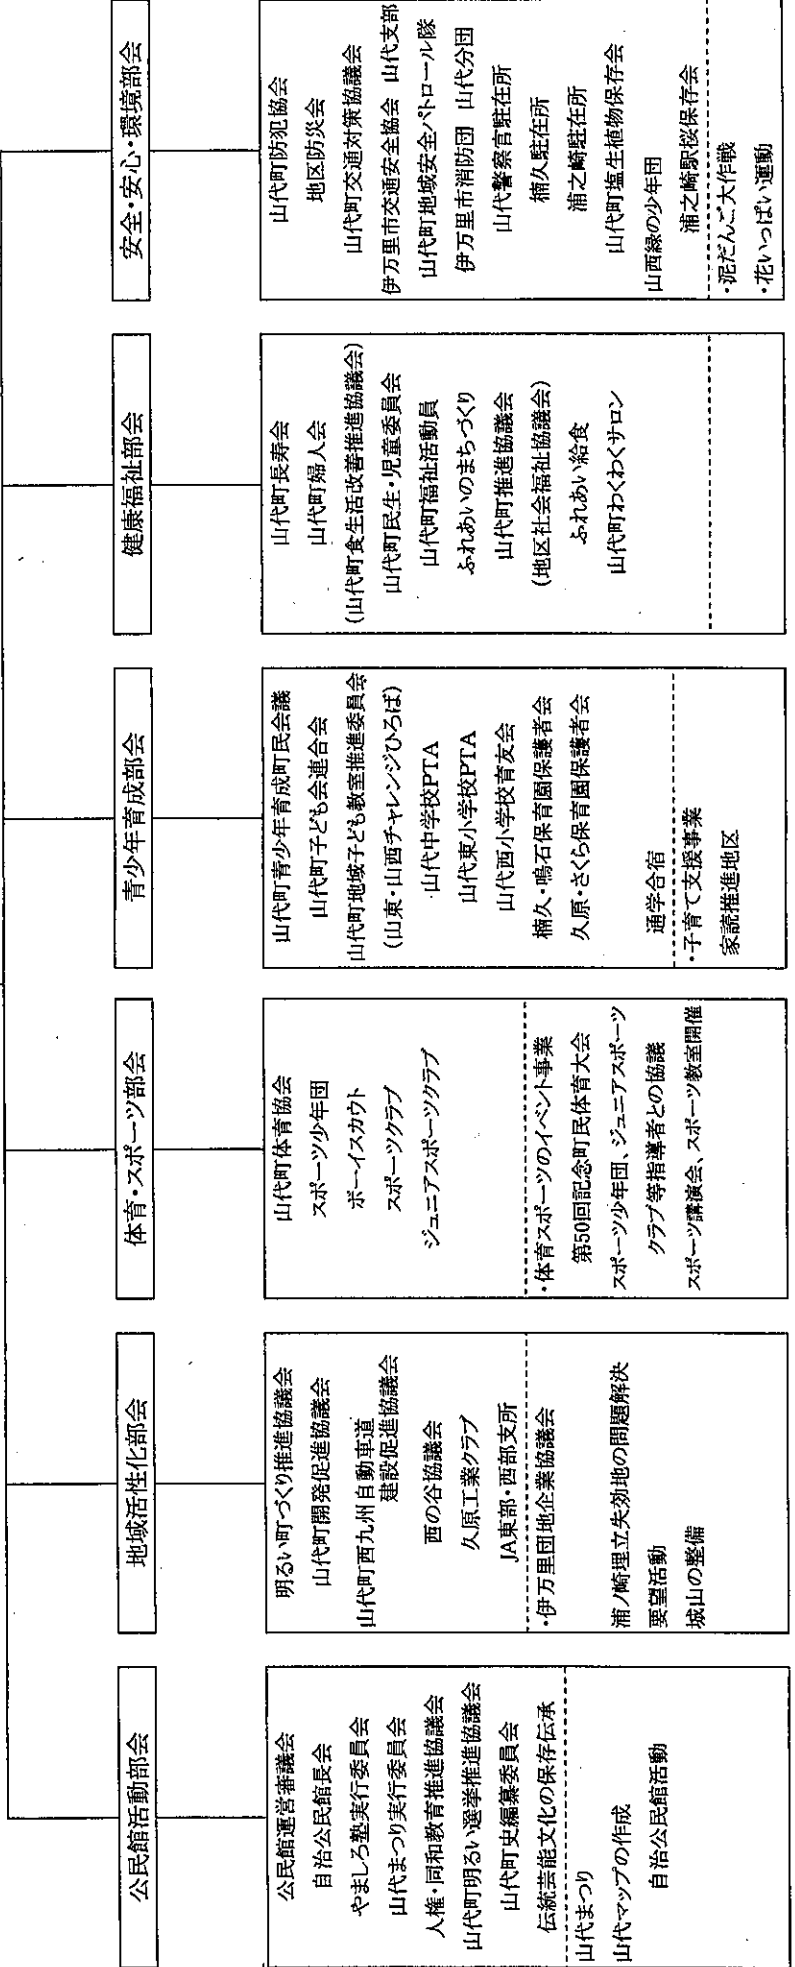 公民館活動部会
公民館運営審議会
自治公民館長会
やましろ塾実行委員会
山代まつり実行委員会
人権・同和教育推進協議会
山代町明るい選挙推進協議会
山代町史編纂委員会
伝統芸能文化の保存伝承
山代まつり
山代マップの作成
自治公民館活動
地域活性化部会
明るい町づくり推進協議会
山代町開発促進協議会
山代町西九州自動車道
建設促進協議会
西の谷協議会
久原工業クラブ
JA東部・西部支所
・伊万里団地企業協議会
浦ノ崎埋立失効地の問題解決
要望活動
城山の整備
体育・スポーツ部会
山代町体育協会
スポーツ少年団
ボーイスカウト
スポーツクラブ
ジュニアスポーツクラブ
・体育スポーツのイベント事業
第50回記念町民体育大会
スポーツ少年団、ジュニアスポーツ
クラブ等指導者との協議
スポーツ講演会、スポーツ教室開催
青少年育成部会
山代町青少年育成町民会議
山代町子ども会連合会
山代町地域子ども教室推進委員会
(山東・山西チャレンジひろば)
山代中学校PTA
山代東小学校PTA
山代西小学校育友会
楠久・鳴石保育園保護者会
久原・さくら保育園保護者会
通学合宿
・子育て支援事業
家読推進地区
健康福祉部会
山代町長寿会
山代町婦人会
(山代町食生活改善推進協議会)
山代町民生・児童委員会
山代町福祉活動員
ふれあいのまちづくり
山代町推進協議会
(地区社会福祉協議会)
ふれあい給食
山代町わくわくサロン
安全・安心・環境部会
山代町防犯協会
地区防災会
山代町交通対策協議会
伊万里市交通安全協会 山代支部
山代町地域安全パトロール隊
伊万里市消防団 山代分団
山代警察官駐在所
楠久駐在所
浦之崎駐在所
山代町塩生植物保存会
山西緑の少年団
浦之崎駅桜保存会
・泥だんご大作戦
・花いっぱい運動